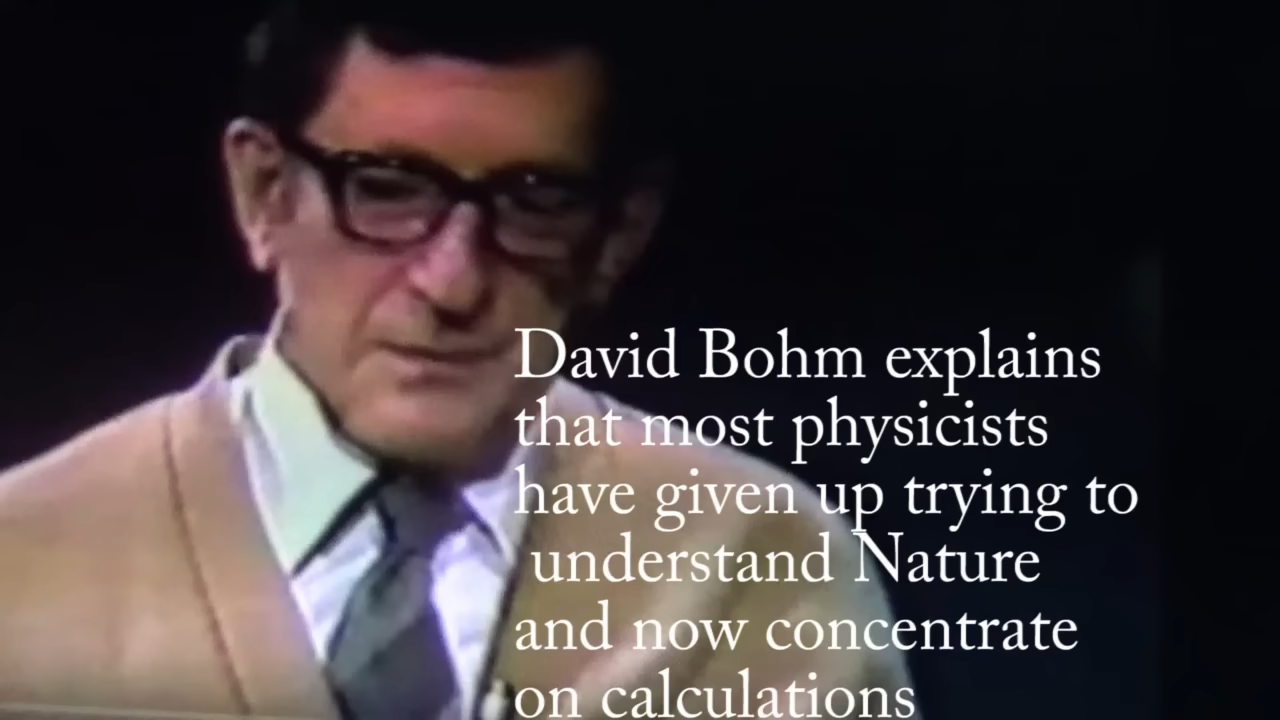 David Bohm explains
that most physicists
have given up trying to
understand Nature
and now concentrate
on calculations